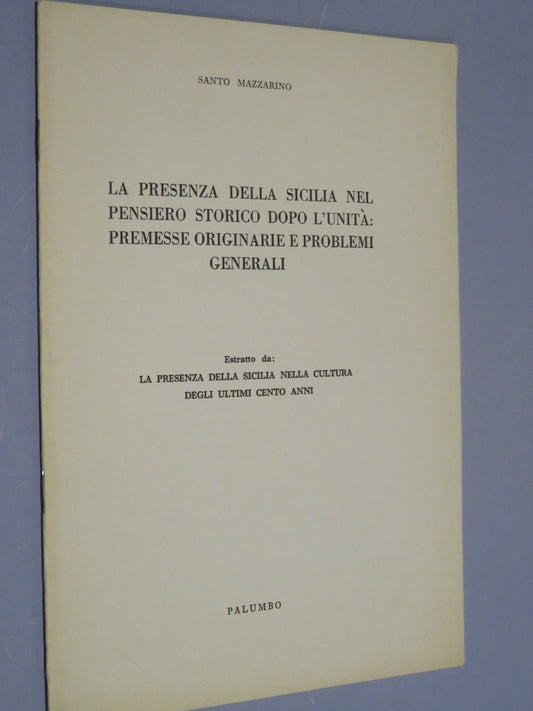 SANTO MAZZARINO
LA PRESENZA DELLA SICILIA NEL
PENSIERO STORICO DOPO L'UNITÀ:
PREMESSE ORIGINARIE E PROBLEMI
GENERALI
Estratto da:
LA PRESENZA DELLA SICILIA NELLA CULTURA
DEGLI ULTIMI CENTO ANNI
PALUMBO